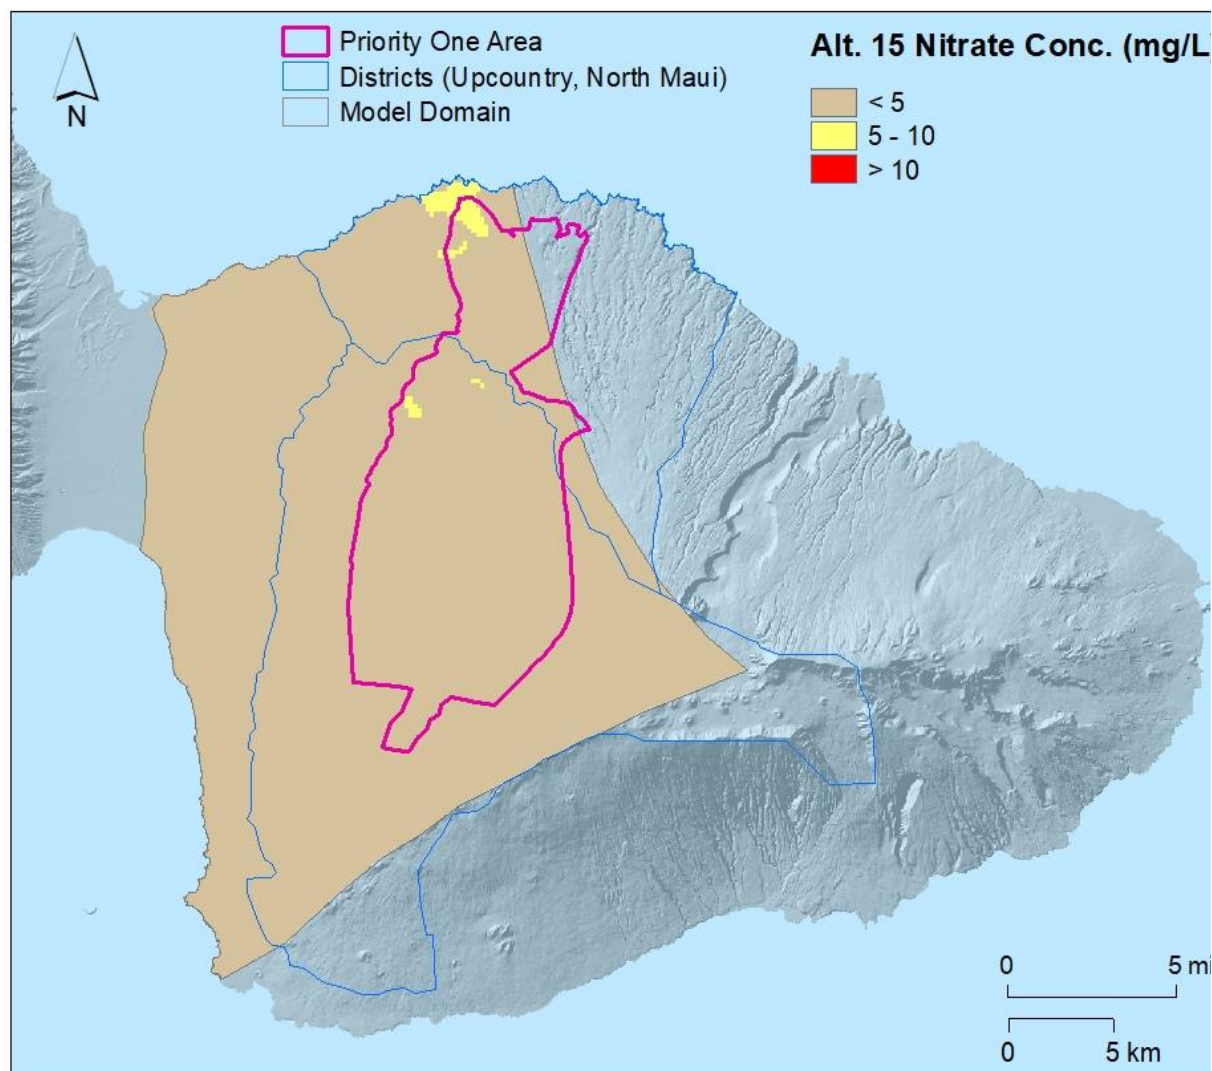 N
Priority One Area
Districts (Upcountry, North Maui)
Model Domain
Alt. 15 Nitrate Conc. (mg/L)
< 5
5 - 10
> 10
0 5 mi
0 5 km